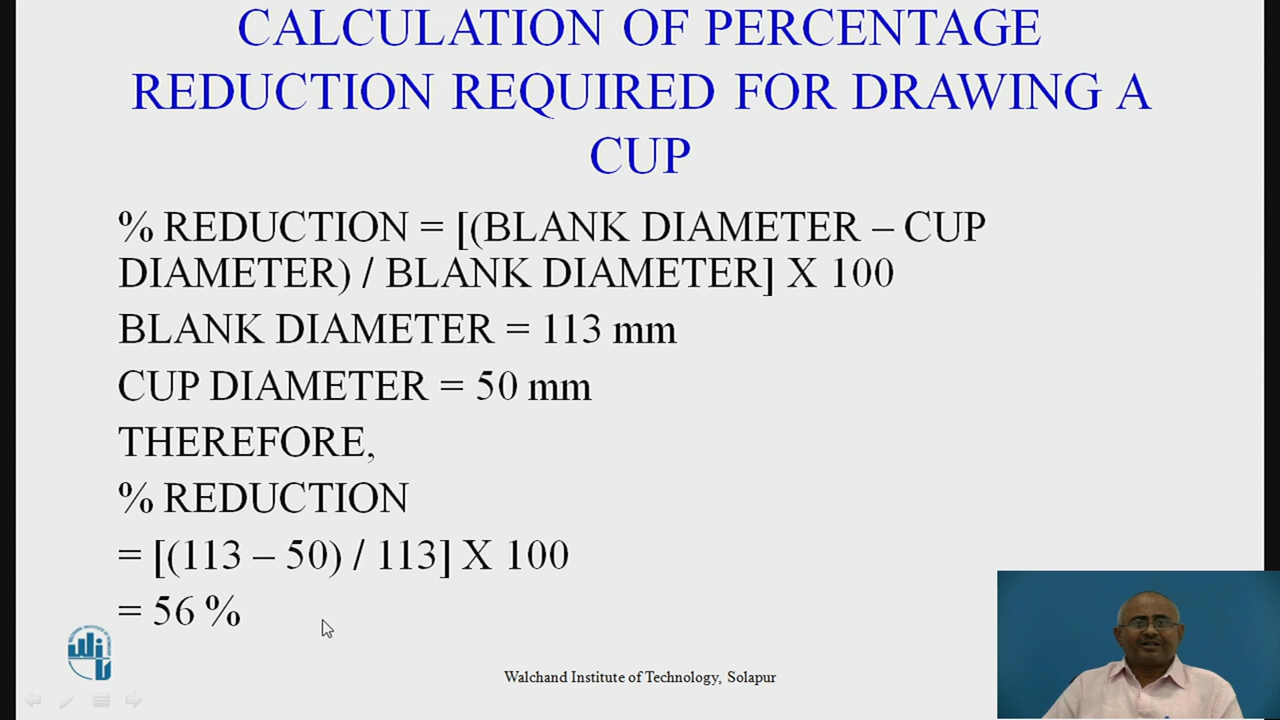 CALCULATION OF PERCENTAGE
REDUCTION REQUIRED FOR DRAWING A
CUP
% REDUCTION = [(BLANK DIAMETER – CUP
DIAMETER) / BLANK DIAMETER] X 100
BLANK DIAMETER = 113 mm
CUP DIAMETER = 50 mm
THEREFORE,
% REDUCTION
= [(113 – 50) / 113] X 100
= 56 %
Walchand Institute of Technology, Solapur